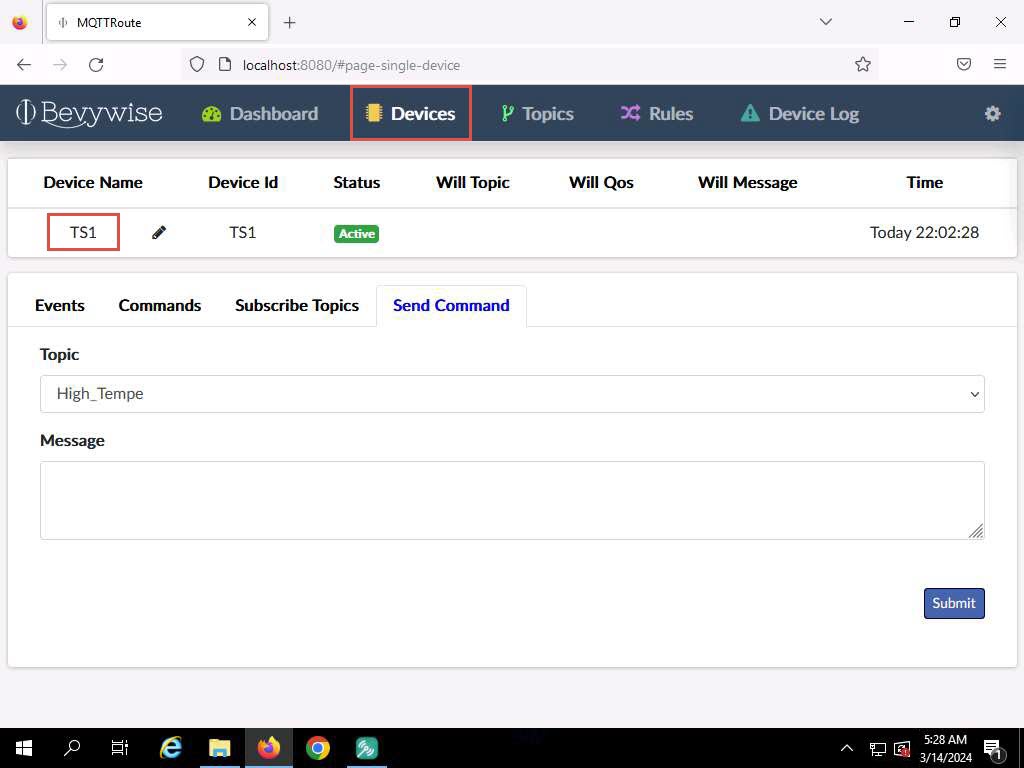 MQTTRoute
localhost:8080/#page-single-device
Bevywise Dashboard Devices Topics Rules Device Log
Device Name Device Id Status Will Topic Will Qos Will Message Time
TS1 TS1 Active Today 22:02:28
Events Commands Subscribe Topics Send Command
Topic
High_Tempe
Message
Submit
5:28 AM
3/14/2024
1